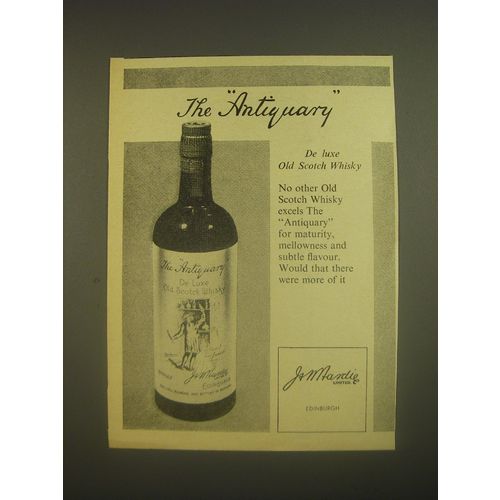 The "Antiquary"
De luxe
Old Scotch Whisky
No other Old
Scotch Whisky
excels The
"Antiquary"
for maturity,
mellowness and
subtle flavour.
Would that there
were more of it
The "Antiquary"
De Luxe
Old Scotch Whisky
J & W Hardie
Edinburgh
J & W Hardie
LIMITED
EDINBURGH